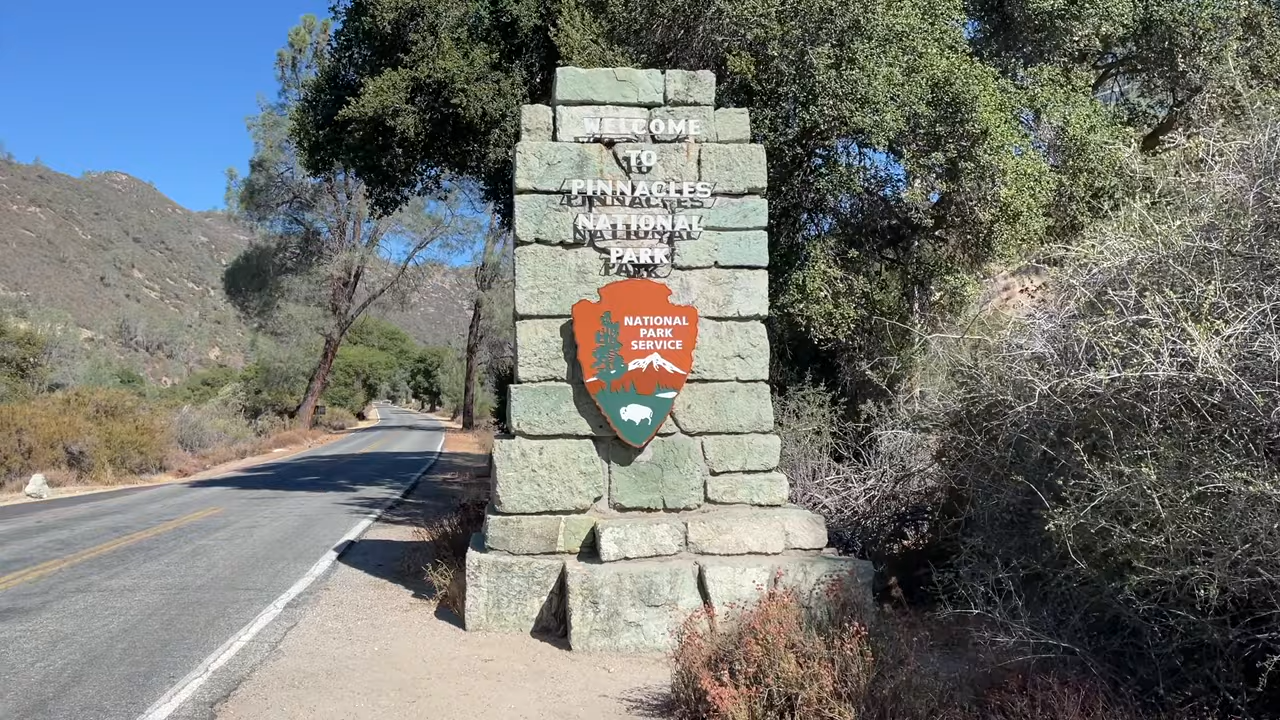 WELCOME
TO
PINNACLES
NATIONAL
PARK
NATIONAL
PARK
SERVICE